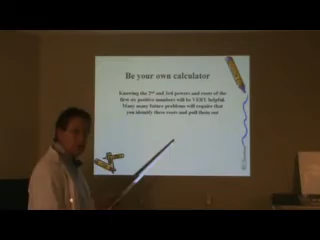 Be your own calculator
Knowing the 2nd and 3rd powers and roots of the
first six positive numbers will be VERY helpful.
Many many future problems will require that
you identify these roots and pull them out